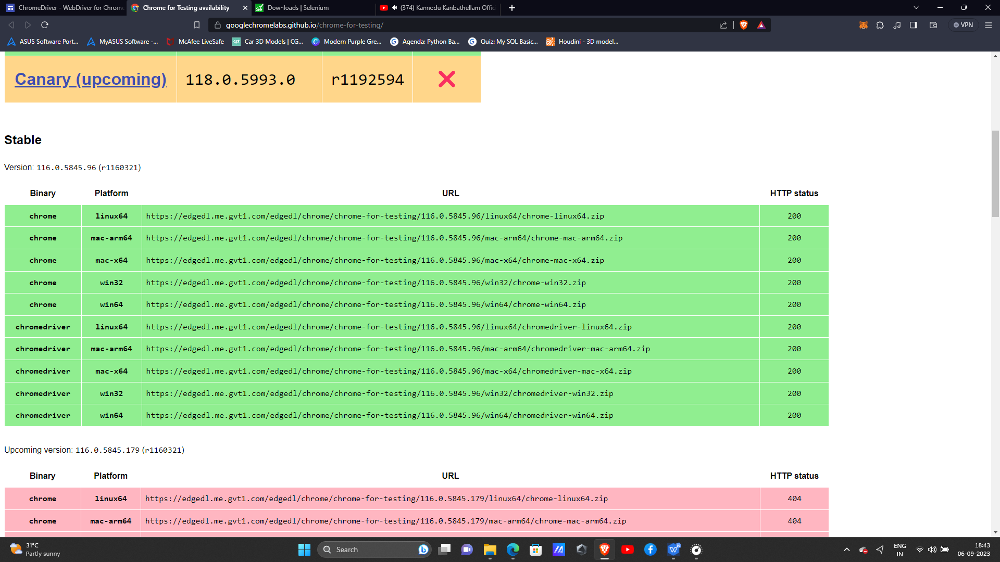 ChromeDriver - WebDriver for Chrome
Chrome for Testing availability
Downloads | Selenium
(374) Kannodu Kanbathellam Offic
googlechromelabs.github.io/chrome-for-testing/
VPN
ASUS Software Port...
MyASUS Software -...
McAfee LiveSafe
Car 3D Models | CG...
Modern Purple Gre...
Agenda: Python Ba...
Quiz: My SQL Basic...
Houdini - 3D model...
Canary (upcoming) 118.0.5993.0 r1192594
Stable
Version: 116.0.5845.96 (r1160321)
Binary Platform URL HTTP status
chrome linux64 https://edgedl.me.gvt1.com/edgedl/chrome/chrome-for-testing/116.0.5845.96/linux64/chrome-linux64.zip 200
chrome mac-arm64 https://edgedl.me.gvt1.com/edgedl/chrome/chrome-for-testing/116.0.5845.96/mac-arm64/chrome-mac-arm64.zip 200
chrome mac-x64 https://edgedl.me.gvt1.com/edgedl/chrome/chrome-for-testing/116.0.5845.96/mac-x64/chrome-mac-x64.zip 200
chrome win32 https://edgedl.me.gvt1.com/edgedl/chrome/chrome-for-testing/116.0.5845.96/win32/chrome-win32.zip 200
chrome win64 https://edgedl.me.gvt1.com/edgedl/chrome/chrome-for-testing/116.0.5845.96/win64/chrome-win64.zip 200
chromedriver linux64 https://edgedl.me.gvt1.com/edgedl/chrome/chrome-for-testing/116.0.5845.96/linux64/chromedriver-linux64.zip 200
chromedriver mac-arm64 https://edgedl.me.gvt1.com/edgedl/chrome/chrome-for-testing/116.0.5845.96/mac-arm64/chromedriver-mac-arm64.zip 200
chromedriver mac-x64 https://edgedl.me.gvt1.com/edgedl/chrome/chrome-for-testing/116.0.5845.96/mac-x64/chromedriver-mac-x64.zip 200
chromedriver win32 https://edgedl.me.gvt1.com/edgedl/chrome/chrome-for-testing/116.0.5845.96/win32/chromedriver-win32.zip 200
chromedriver win64 https://edgedl.me.gvt1.com/edgedl/chrome/chrome-for-testing/116.0.5845.96/win64/chromedriver-win64.zip 200
Upcoming version: 116.0.5845.179 (r1160321)
Binary Platform URL HTTP status
chrome linux64 https://edgedl.me.gvt1.com/edgedl/chrome/chrome-for-testing/116.0.5845.179/linux64/chrome-linux64.zip 404
chrome mac-arm64 https://edgedl.me.gvt1.com/edgedl/chrome/chrome-for-testing/116.0.5845.179/mac-arm64/chrome-mac-arm64.zip 404
31°C
Partly sunny
Search
ENG
IN
18:43
06-09-2023